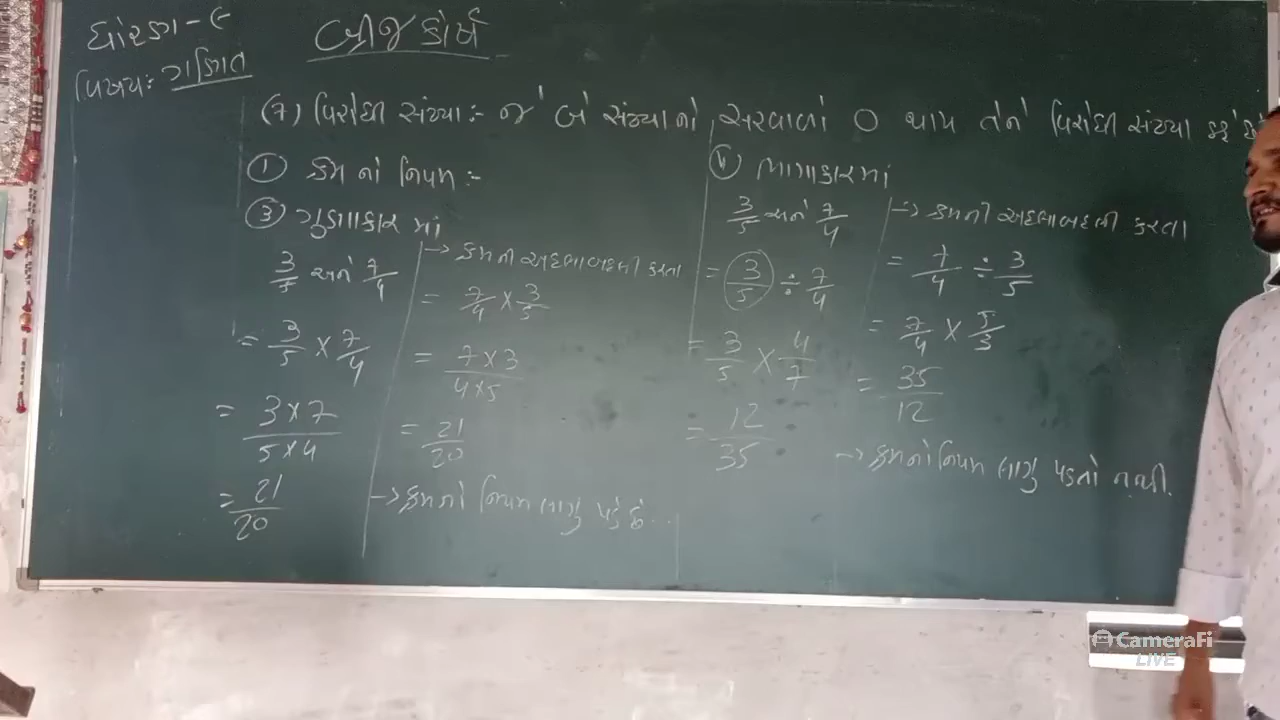 ધોરણ - ૯
બ્રીજ કોર્ષ
વિષય : ગણિત
(૭) વિરોધી સંખ્યા :- જે બે સંખ્યાનો સરવાળો 0 થાય તેને વિરોધી સંખ્યા કહે છે
① ક્રમ નો નિયમ :-
③ ગુણાકાર માં
3/5 અને 7/4
= 3/5 × 7/4
= 3×7 / 5×4
= 21/20
→ ક્રમની અદલાબદલી કરતા
= 7/4 × 3/5
= 7×3 / 4×5
= 21/20
→ ક્રમનો નિયમ લાગુ પડે છે..
④ ભાગાકારમાં
3/5 અને 7/4
= 3/5 ÷ 7/4
= 3/5 × 4/7
= 12/35
→ ક્રમની અદલાબદલી કરતા
= 7/4 ÷ 3/5
= 7/4 × 5/3
= 35/12
→ ક્રમનો નિયમ લાગુ પડતો નથી.
CameraFi
LIVE